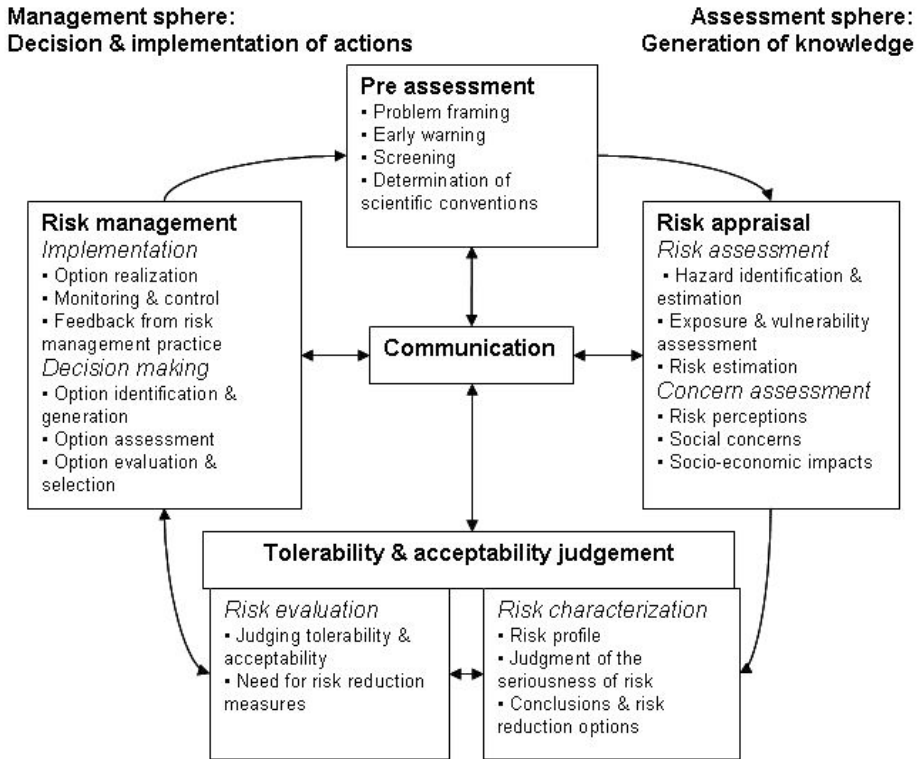 Management sphere:
Decision & implementation of actions
Assessment sphere:
Generation of knowledge
Pre assessment
▪ Problem framing
▪ Early warning
▪ Screening
▪ Determination of
scientific conventions
Risk management
Implementation
▪ Option realization
▪ Monitoring & control
▪ Feedback from risk
management practice
Decision making
▪ Option identification &
generation
▪ Option assessment
▪ Option evaluation &
selection
Communication
Risk appraisal
Risk assessment
▪ Hazard identification &
estimation
▪ Exposure & vulnerability
assessment
▪ Risk estimation
Concern assessment
▪ Risk perceptions
▪ Social concerns
▪ Socio-economic impacts
Tolerability & acceptability judgement
Risk evaluation
▪ Judging tolerability &
acceptability
▪ Need for risk reduction
measures
Risk characterization
▪ Risk profile
▪ Judgment of the
seriousness of risk
▪ Conclusions & risk
reduction options